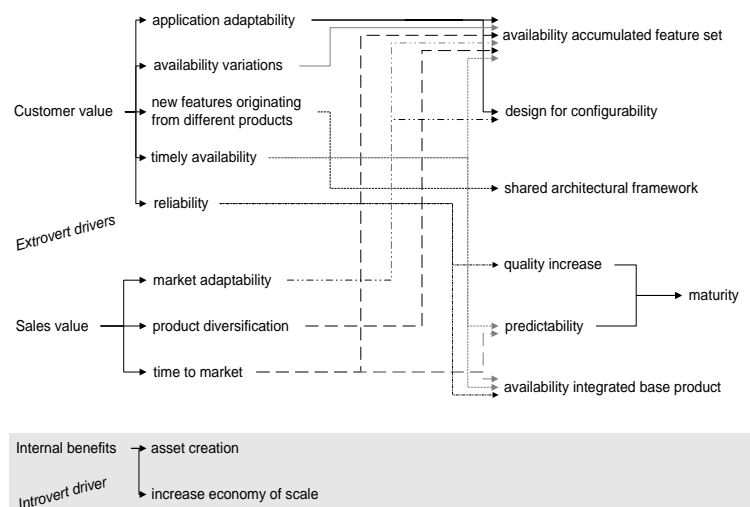 application adaptability
availability accumulated feature set
availability variations
Customer value
new features originating
from different products
design for configurability
timely availability
shared architectural framework
reliability
Extrovert drivers
quality increase
market adaptability
maturity
Sales value
product diversification
predictability
time to market
availability integrated base product
Internal benefits
asset creation
Introvert driver
increase economy of scale